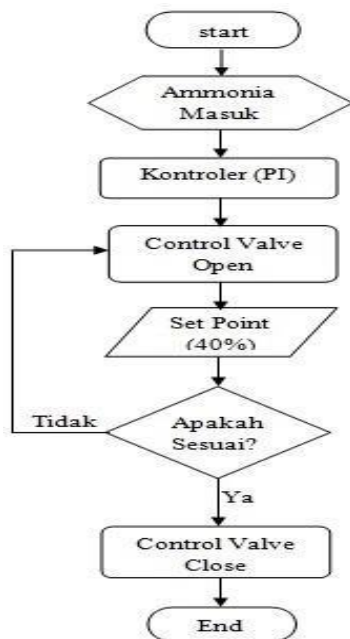 start
Ammonia
Masuk
Kontroler (PI)
Control Valve
Open
Set Point
(40%)
Tidak
Apakah
Sesuai?
Ya
Control Valve
Close
End